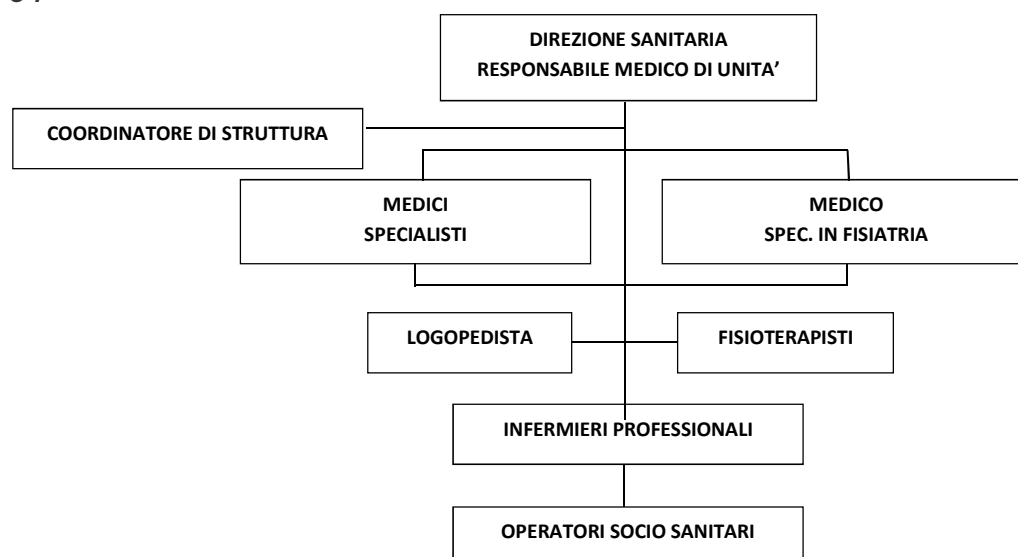 DIREZIONE SANITARIA
RESPONSABILE MEDICO DI UNITA’
COORDINATORE DI STRUTTURA
MEDICI
SPECIALISTI
MEDICO
SPEC. IN FISIATRIA
LOGOPEDISTA
FISIOTERAPISTI
INFERMIERI PROFESSIONALI
OPERATORI SOCIO SANITARI